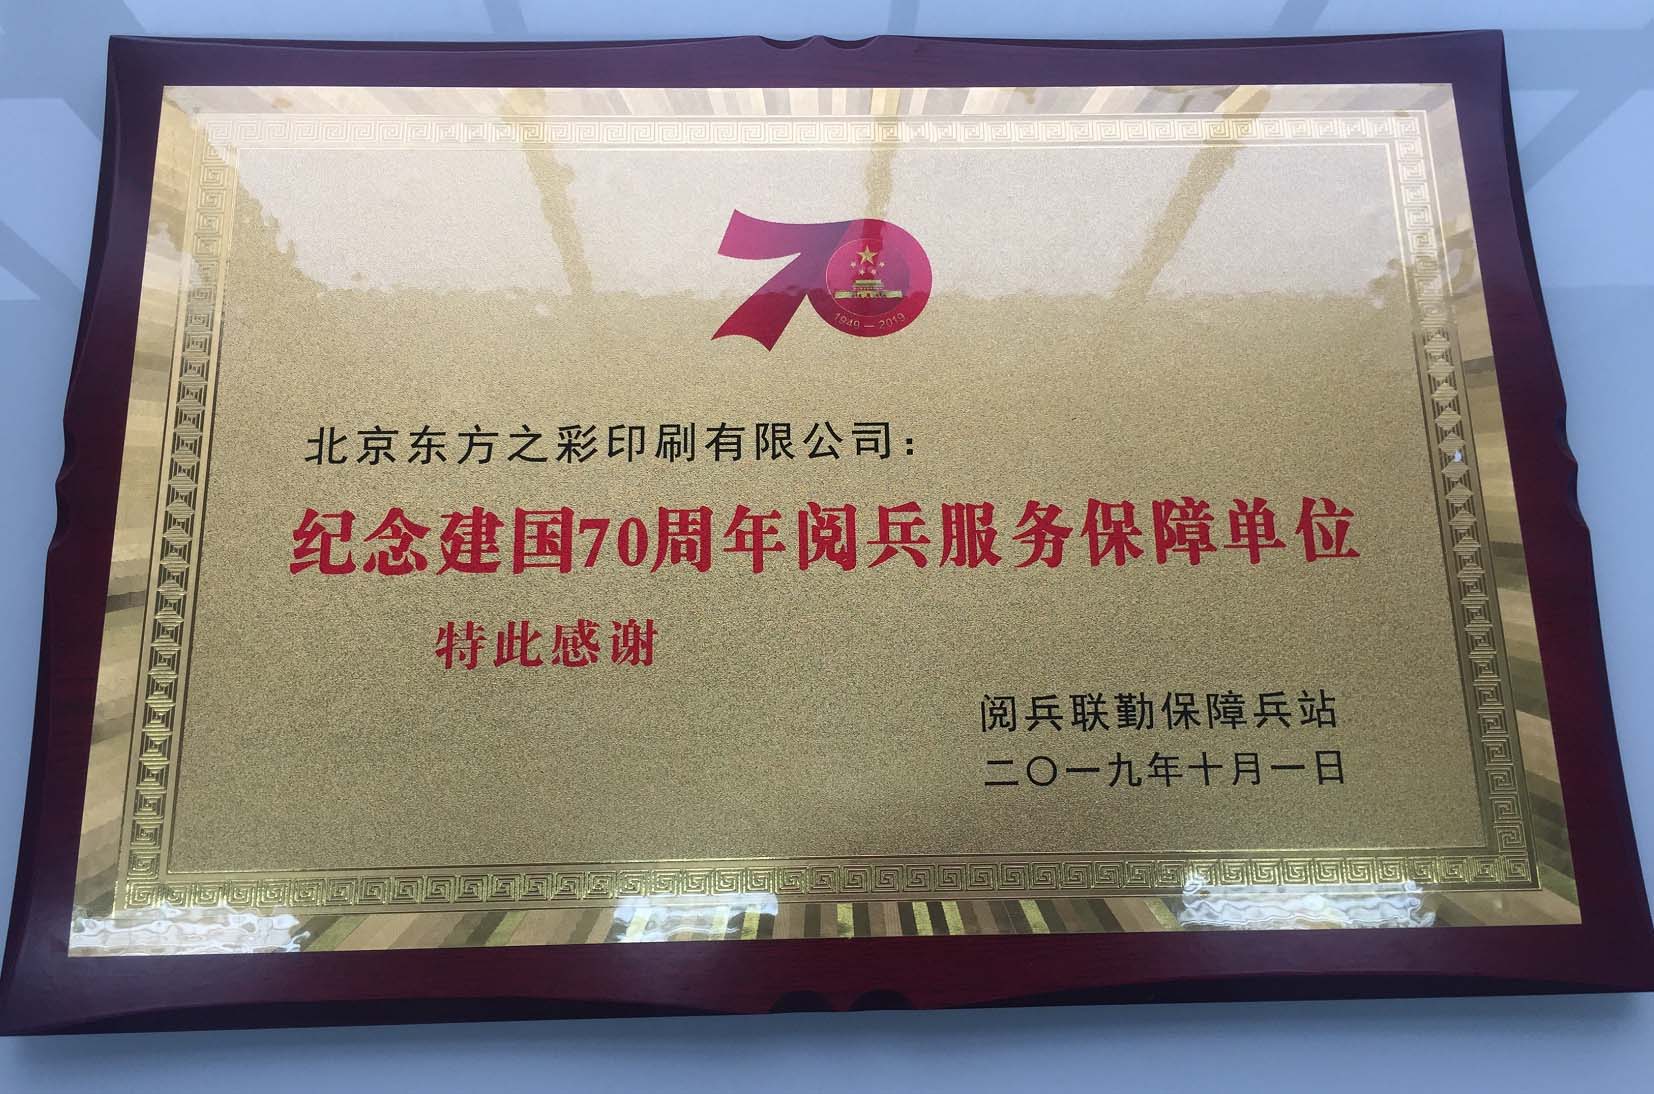 70
1949—2019
北京东方之彩印刷有限公司：
纪念建国70周年阅兵服务保障单位
特此感谢
阅兵联勤保障兵站
二〇一九年十月一日